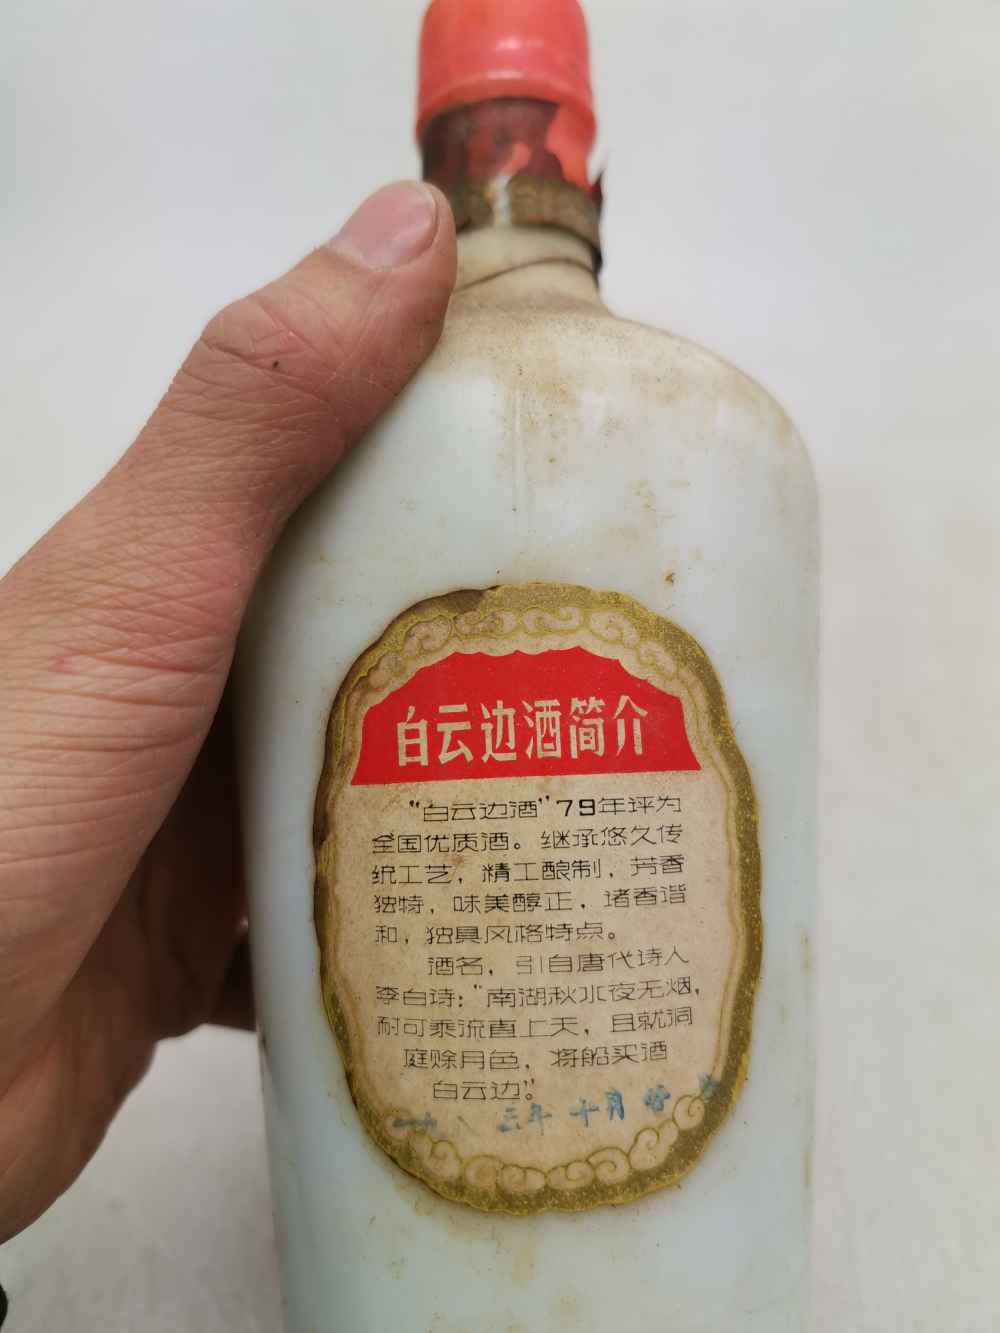 白云边酒简介
“白云边酒”79年评为
全国优质酒。继承悠久传
统工艺，精工酿制，芳香
独特，味美醇正，堵香谐
和，独具风格特点。
酒名，引自唐代诗人
李白诗：“南湖秋水夜无烟，
耐可乘流直上天，且就洞
庭赊月色，将船买酒
白云边”。
三年十月